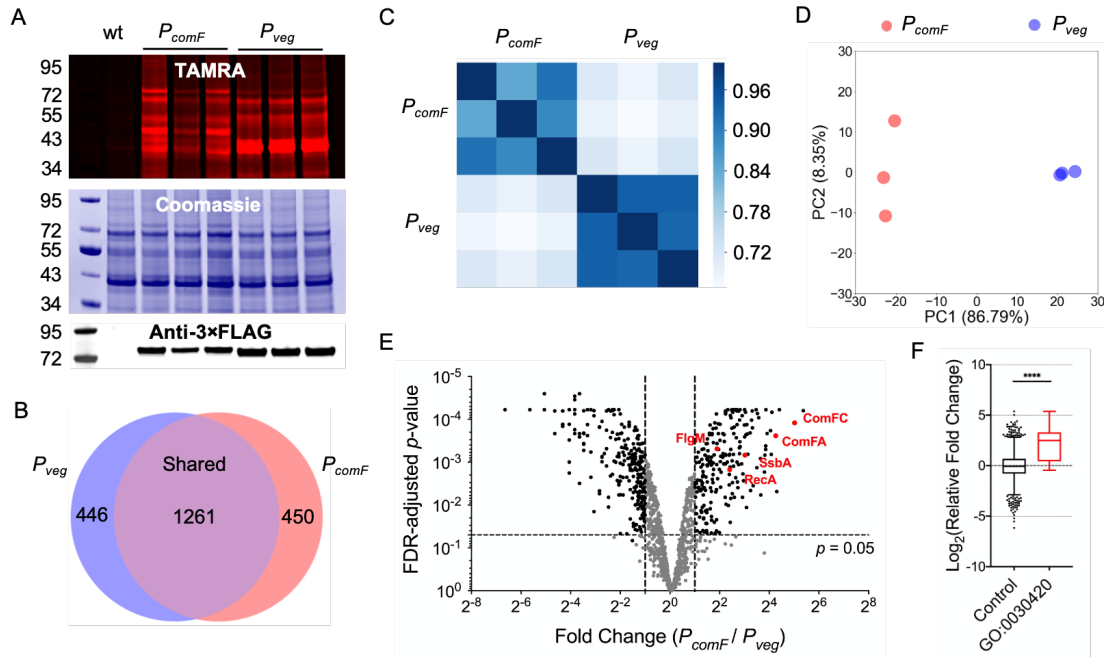 A
wt PcomF Pveg
95
72
55
43
34
TAMRA
95
72
55
43
34
Coomassie
95
72
Anti-3×FLAG
B
Pveg
Shared
PcomF
446
1261
450
C
PcomF Pveg
PcomF
Pveg
0.96
0.90
0.84
0.78
0.72
D
PcomF Pveg
30
20
10
0
−10
−20
−30
PC2 (8.35%)
−30 −20 −10 0 10 20 30
PC1 (86.79%)
E
10-5
10-4
10-3
10-2
10-1
100
FDR-adjusted p-value
ComFC
ComFA
FlgM
SsbA
RecA
p = 0.05
2-8 2-6 2-4 2-2 20 22 24 26 28
Fold Change (PcomF / Pveg)
F
****
10
5
0
-5
-10
Log2(Relative Fold Change)
Control
GO:0030420